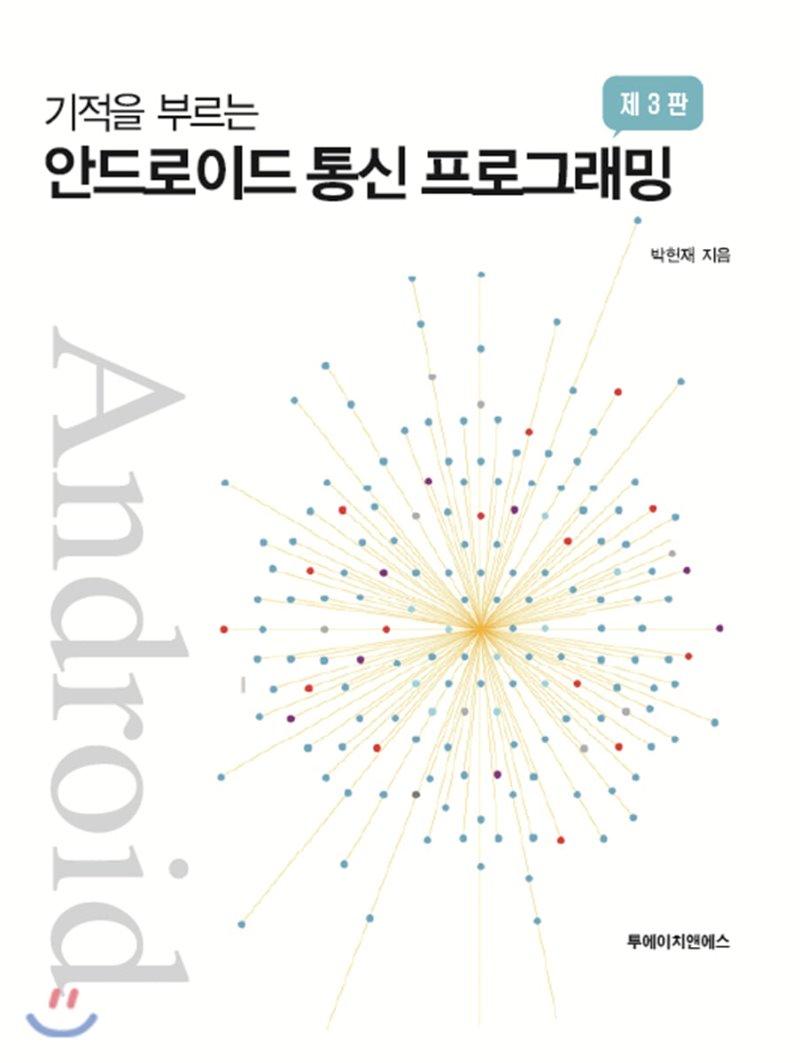 제 3 판
기적을 부르는
안드로이드 통신 프로그래밍
박헌재 지음
Android
투에이치앤에스